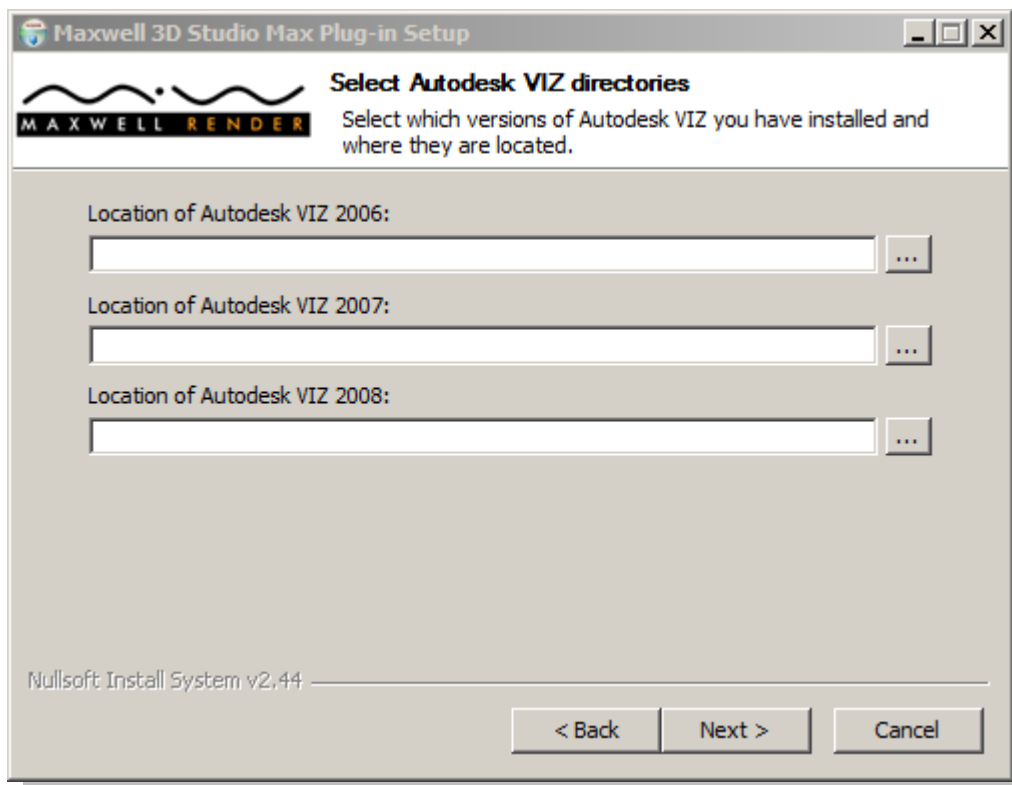 Maxwell 3D Studio Max Plug-in Setup
MAXWELL RENDER
Select Autodesk VIZ directories
Select which versions of Autodesk VIZ you have installed and
where they are located.
Location of Autodesk VIZ 2006:
...
Location of Autodesk VIZ 2007:
...
Location of Autodesk VIZ 2008:
...
Nullsoft Install System v2.44
< Back Next > Cancel